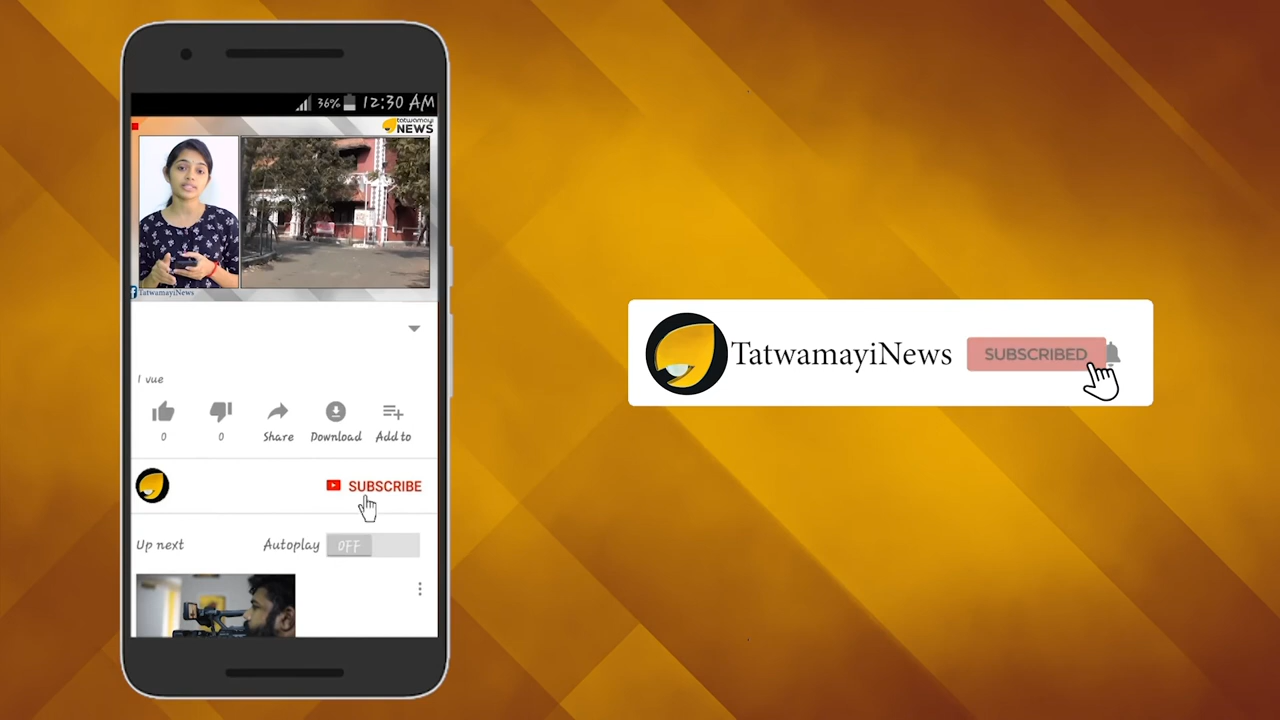 36% 12:30 AM
tatwamayi
NEWS
TatwamayiNews
1 vue
0 0 Share Download Add to
SUBSCRIBE
Up next Autoplay OFF
TatwamayiNews SUBSCRIBED